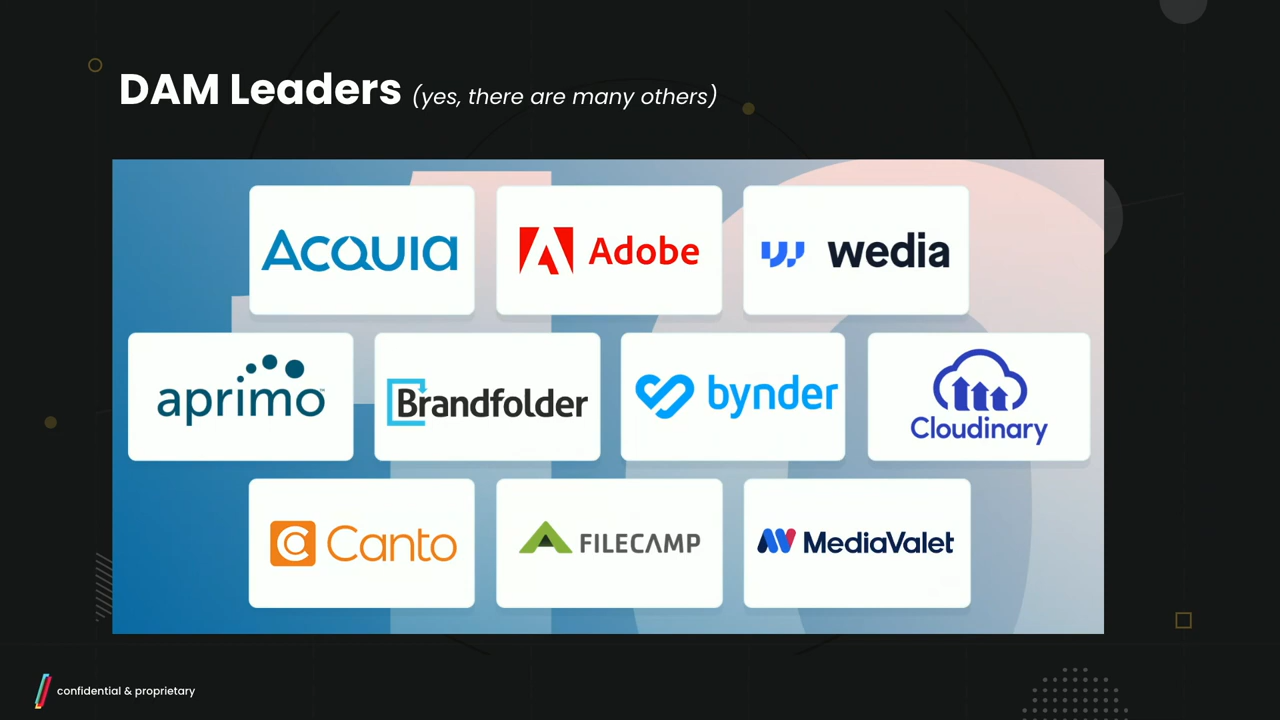 DAM Leaders (yes, there are many others)
Acquia
Adobe
wedia
aprimo
Brandfolder
bynder
Cloudinary
Canto
FILECAMP
MediaValet
confidential & proprietary